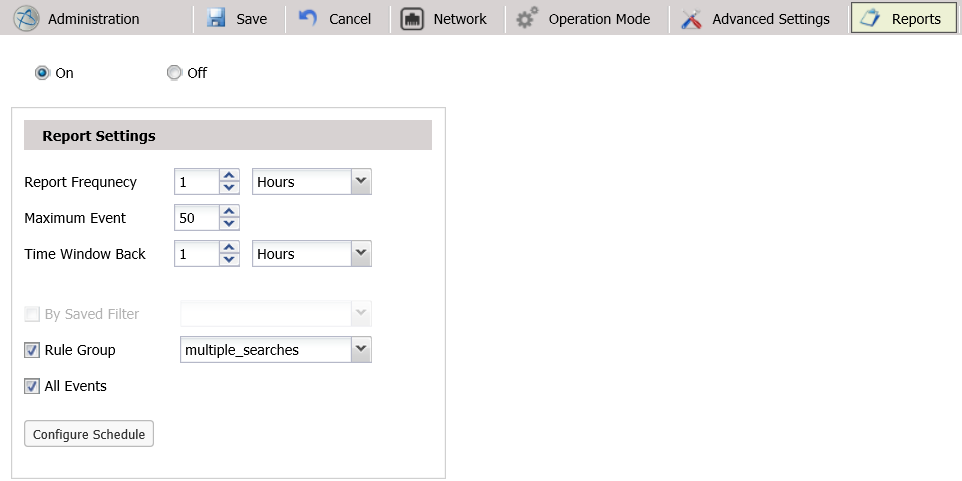 Administration Save Cancel Network Operation Mode Advanced Settings Reports
On Off
Report Settings
Report Frequnecy 1 Hours
Maximum Event 50
Time Window Back 1 Hours
By Saved Filter
Rule Group multiple_searches
All Events
Configure Schedule